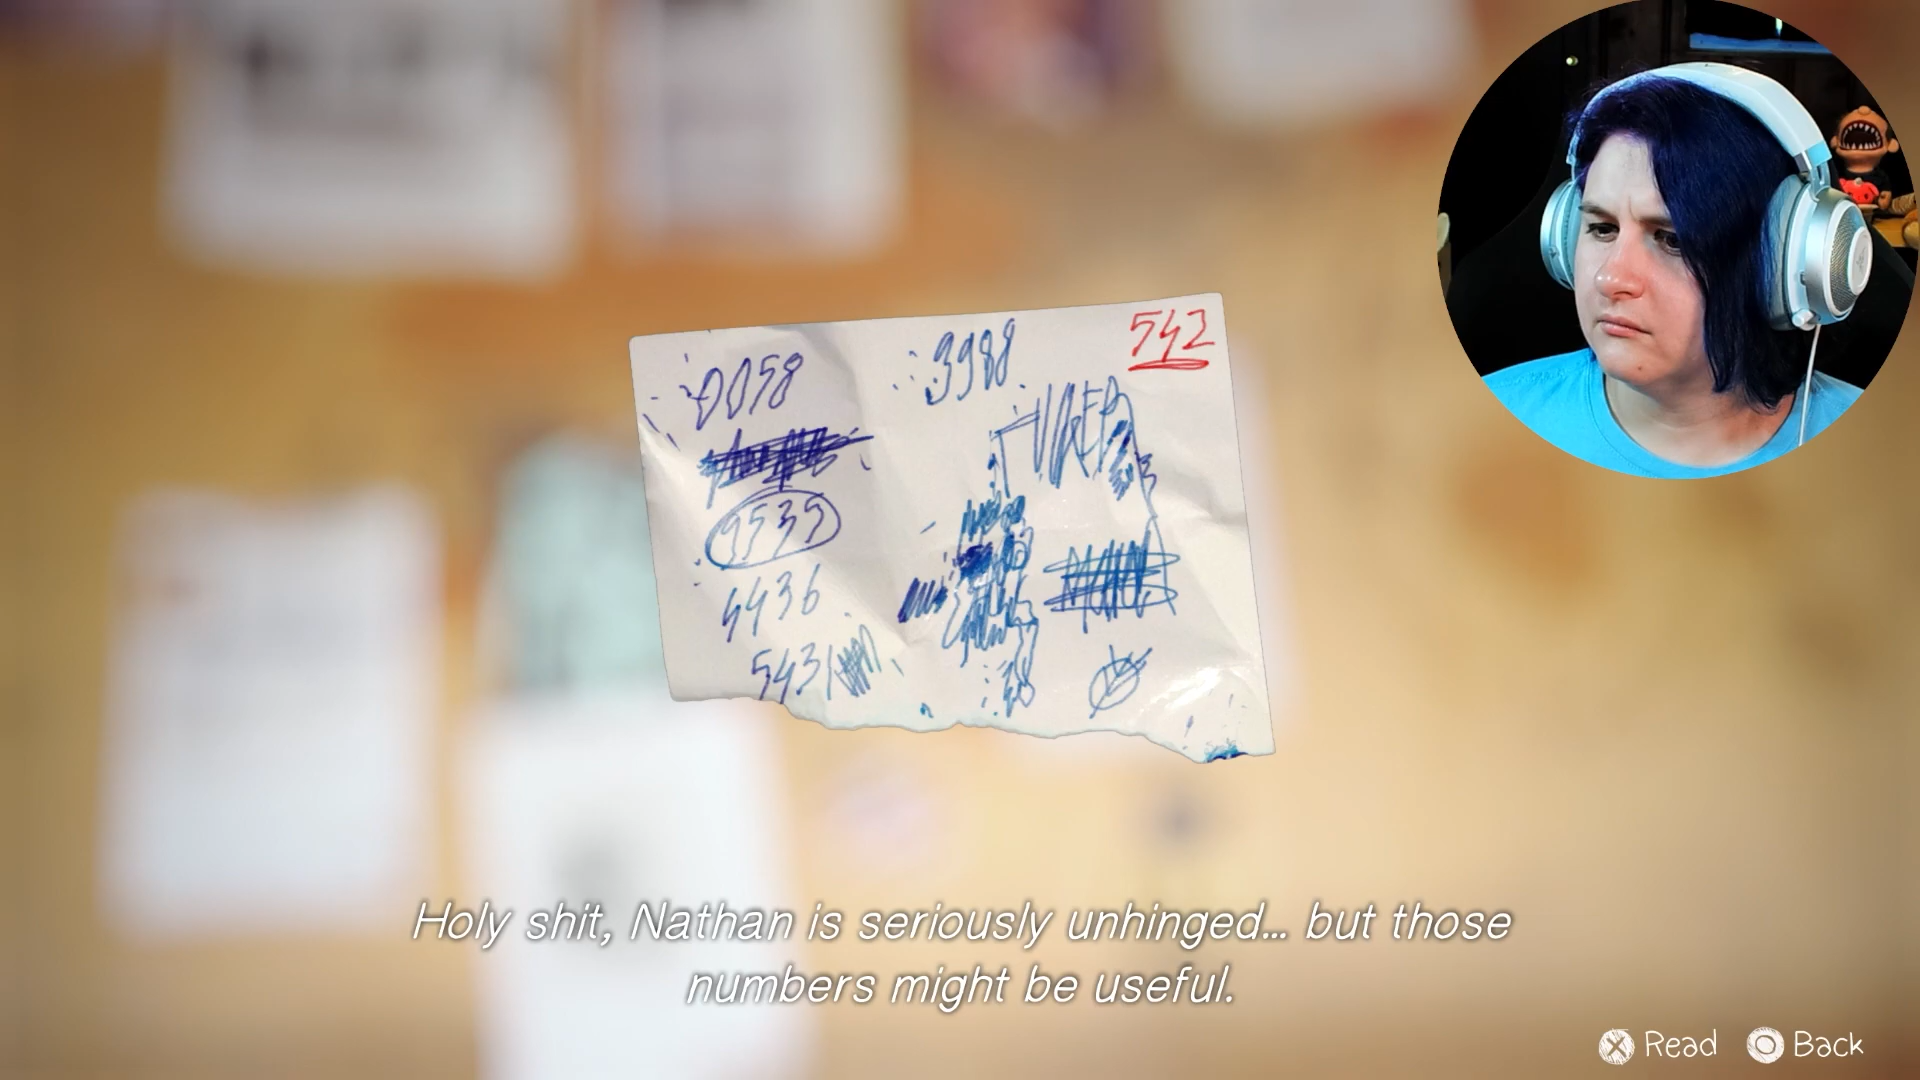 0058
3988
542
9539
5436
543
Holy shit, Nathan is seriously unhinged... but those
numbers might be useful.
Read
Back